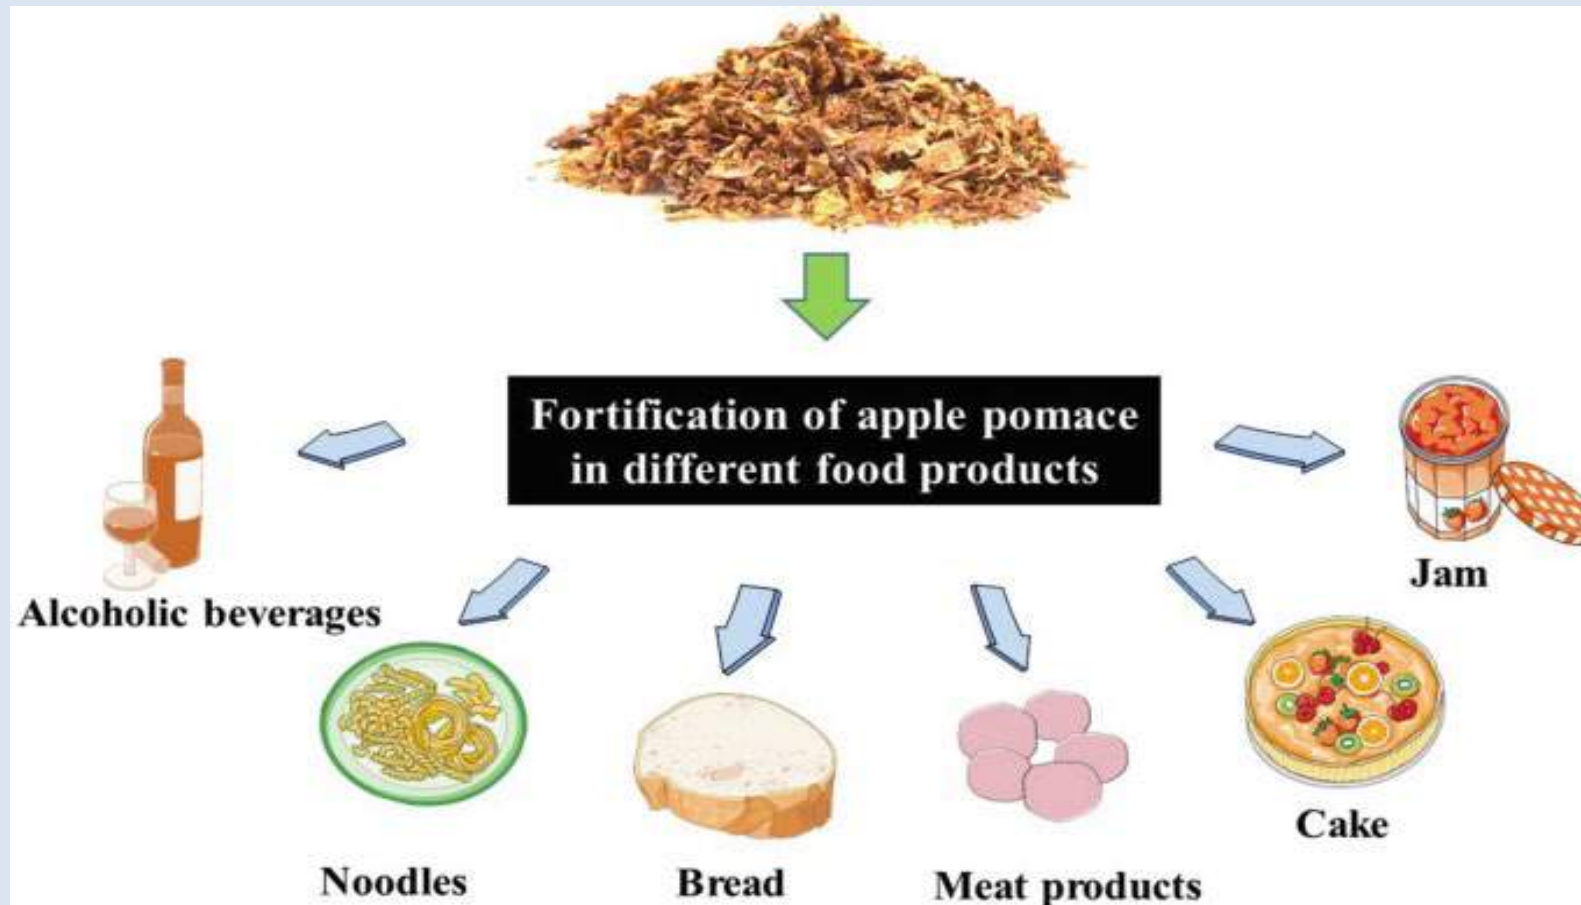 Fortification of apple pomace
in different food products
Alcoholic beverages
Jam
Noodles
Bread
Meat products
Cake